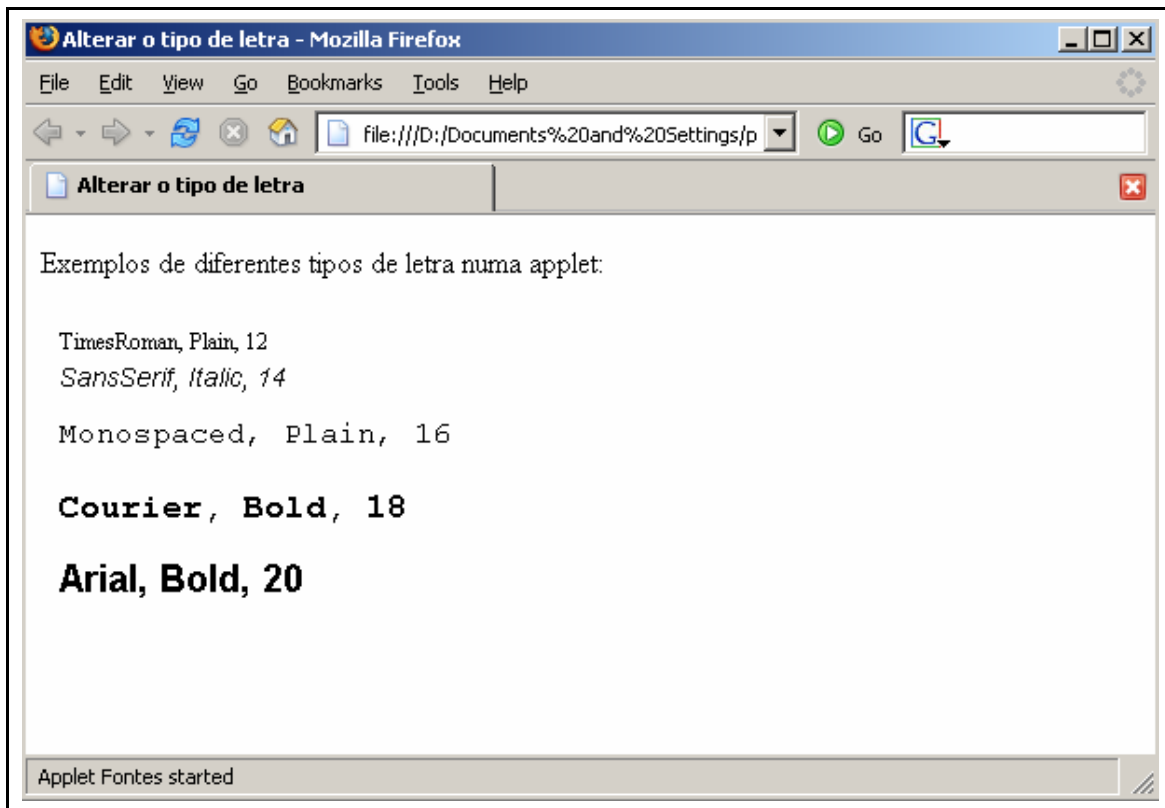 Alterar o tipo de letra - Mozilla Firefox
File Edit View Go Bookmarks Tools Help
file:///D:/Documents%20and%20Settings/p Go G
Alterar o tipo de letra
Exemplos de diferentes tipos de letra numa applet:
TimesRoman, Plain, 12
SansSerif, Italic, 14
Monospaced, Plain, 16
Courier, Bold, 18
Arial, Bold, 20
Applet Fontes started